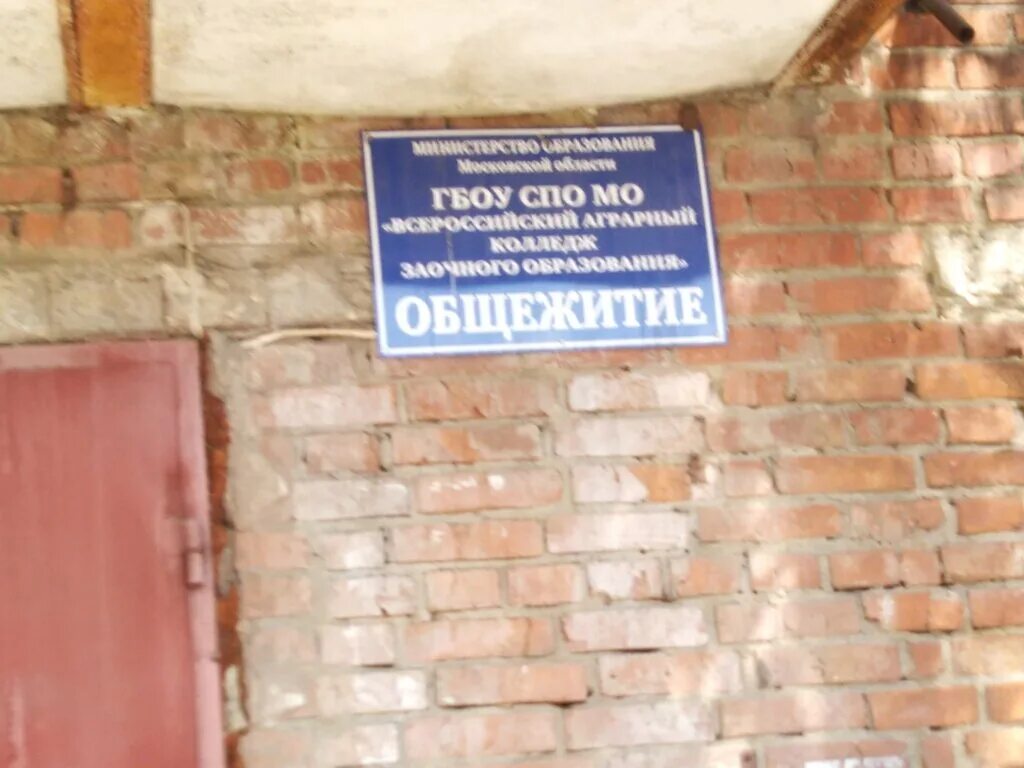 МИНИСТЕРСТВО ОБРАЗОВАНИЯ
Московской области
ГБОУ СПО МО
«ВСЕРОССИЙСКИЙ АГРАРНЫЙ
КОЛЛЕДЖ
ЗАОЧНОГО ОБРАЗОВАНИЯ»
ОБЩЕЖИТИЕ